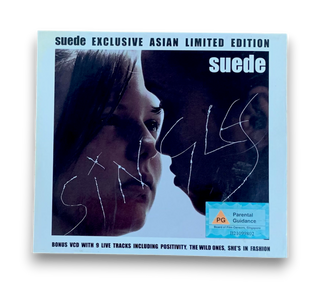 suede EXCLUSIVE ASIAN LIMITED EDITION
suede
SINGLES
PG Parental
Guidance
BONUS VCD WITH 9 LIVE TRACKS INCLUDING POSITIVITY, THE WILD ONES, SHE'S IN FASHION